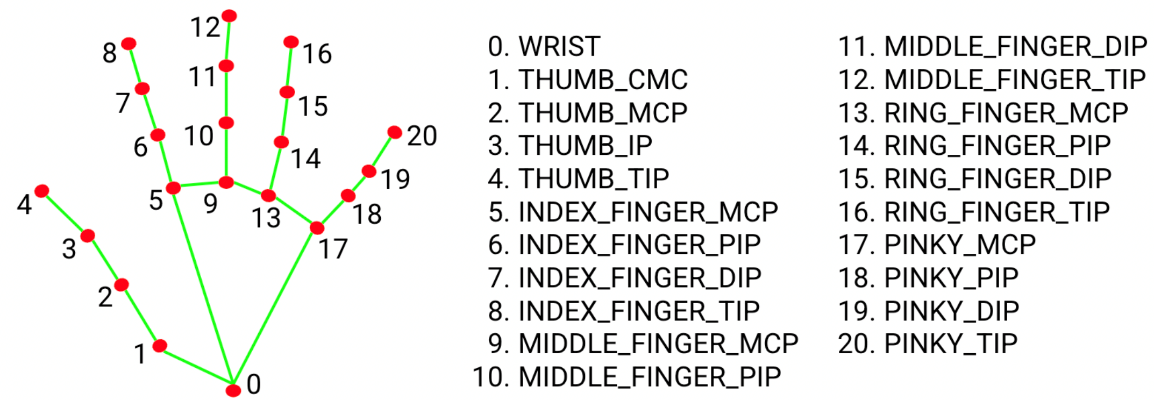 12
8
16
11
7
15
10
6
14
20
19
5
9
13
18
4
3
17
2
1
0
0. WRIST
1. THUMB_CMC
2. THUMB_MCP
3. THUMB_IP
4. THUMB_TIP
5. INDEX_FINGER_MCP
6. INDEX_FINGER_PIP
7. INDEX_FINGER_DIP
8. INDEX_FINGER_TIP
9. MIDDLE_FINGER_MCP
10. MIDDLE_FINGER_PIP
11. MIDDLE_FINGER_DIP
12. MIDDLE_FINGER_TIP
13. RING_FINGER_MCP
14. RING_FINGER_PIP
15. RING_FINGER_DIP
16. RING_FINGER_TIP
17. PINKY_MCP
18. PINKY_PIP
19. PINKY_DIP
20. PINKY_TIP